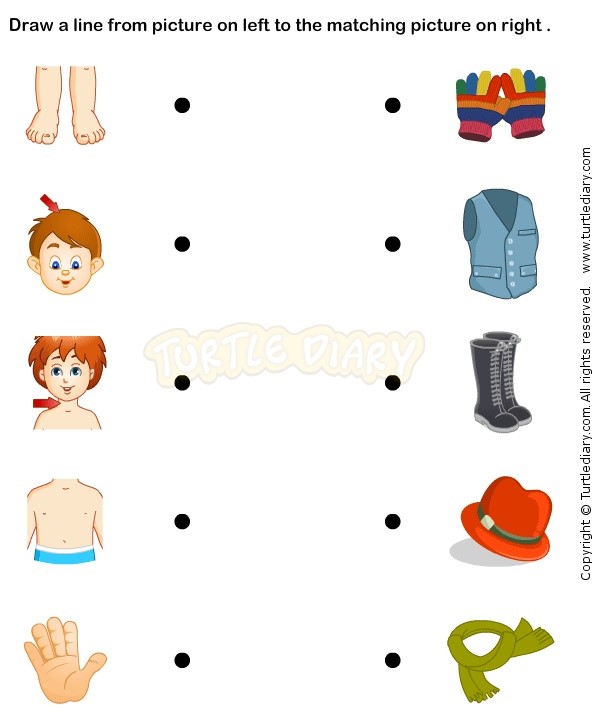 Draw a line from picture on left to the matching picture on right .
TURTLE DIARY
Copyright © Turtlediary.com All rights reserved. www.turtlediary.com